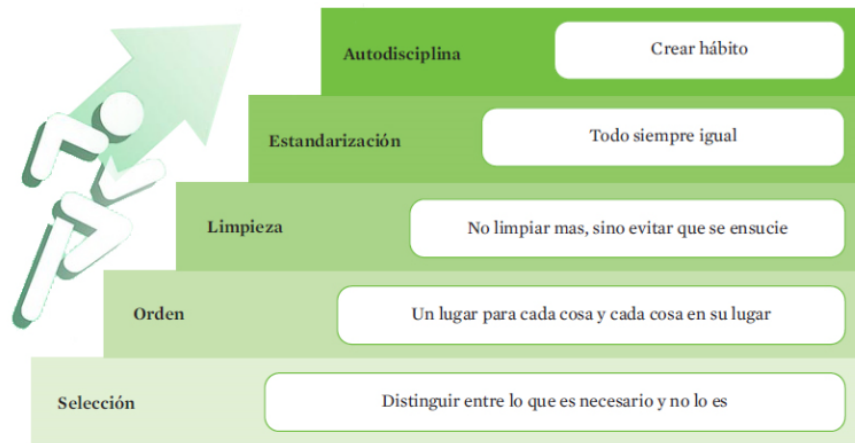 Autodisciplina
Crear hábito
Estandarización
Todo siempre igual
Limpieza
No limpiar mas, sino evitar que se ensucie
Orden
Un lugar para cada cosa y cada cosa en su lugar
Selección
Distinguir entre lo que es necesario y no lo es